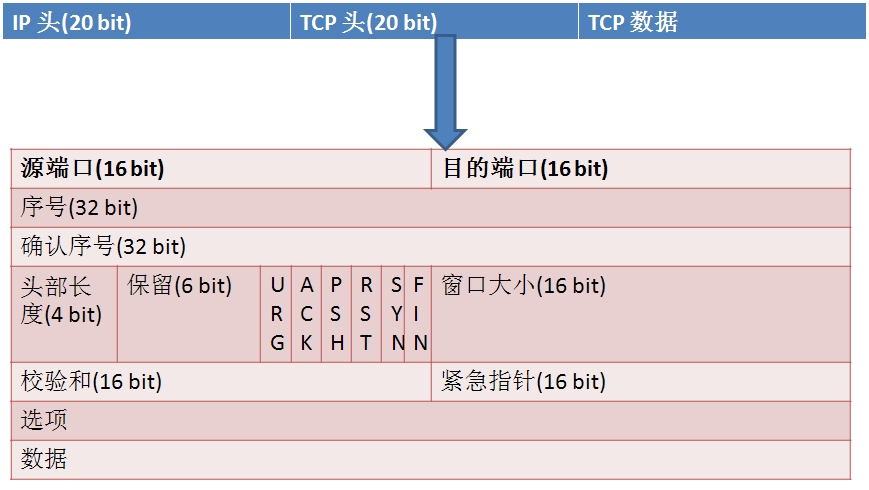 IP 头(20 bit) TCP 头(20 bit) TCP 数据
源端口(16 bit) 目的端口(16 bit)
序号(32 bit)
确认序号(32 bit)
头部长度(4 bit) 保留(6 bit) URG ACK PSH RST SYN FIN 窗口大小(16 bit)
校验和(16 bit) 紧急指针(16 bit)
选项
数据